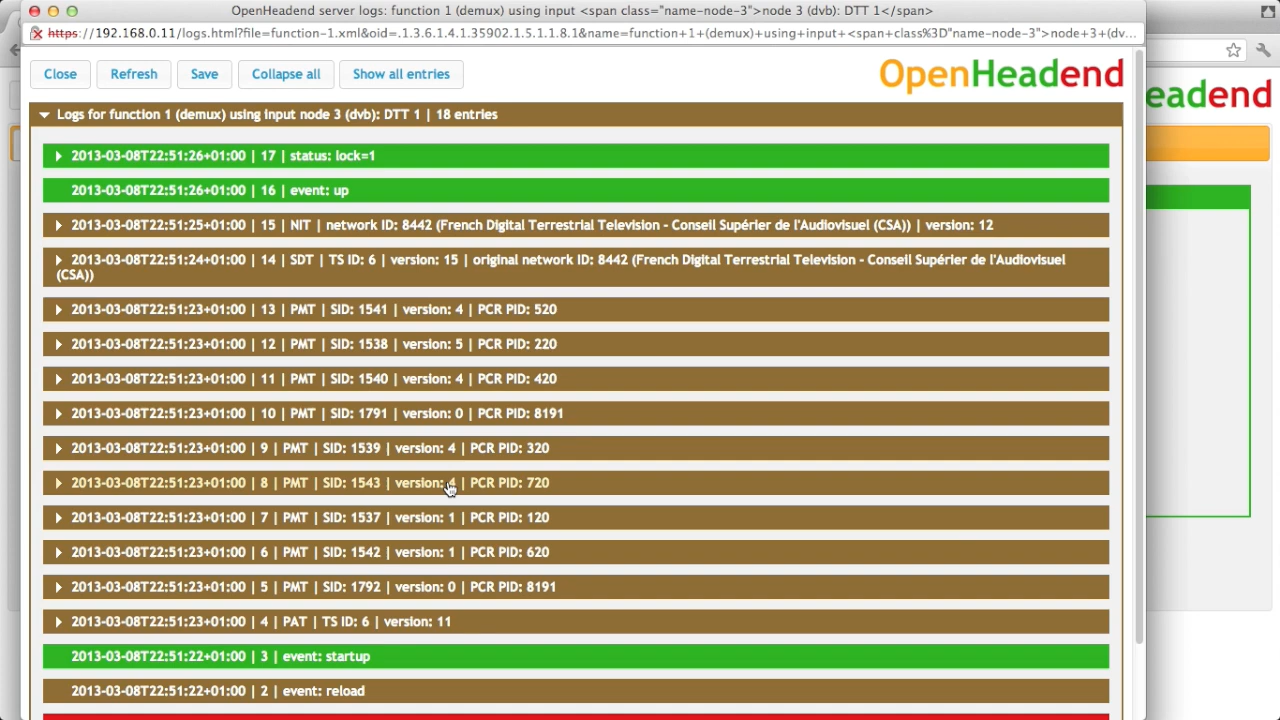 OpenHeadend server logs: function 1 (demux) using input <span class="name-node-3">node 3 (dvb): DTT 1</span>
https://192.168.0.11/logs.html?file=function-1.xml&oid=.1.3.6.1.4.1.35902.1.5.1.1.8.1&name=function+1+(demux)+using+input+<span+class%3D"name-node-3">node+3+(dv...
Close Refresh Save Collapse all Show all entries
OpenHeadend
eadend
Logs for function 1 (demux) using input node 3 (dvb): DTT 1 | 18 entries
2013-03-08T22:51:26+01:00 | 17 | status: lock=1
2013-03-08T22:51:26+01:00 | 16 | event: up
2013-03-08T22:51:25+01:00 | 15 | NIT | network ID: 8442 (French Digital Terrestrial Television - Conseil Supérier de l'Audiovisuel (CSA)) | version: 12
2013-03-08T22:51:24+01:00 | 14 | SDT | TS ID: 6 | version: 15 | original network ID: 8442 (French Digital Terrestrial Television - Conseil Supérier de l'Audiovisuel
(CSA))
2013-03-08T22:51:23+01:00 | 13 | PMT | SID: 1541 | version: 4 | PCR PID: 520
2013-03-08T22:51:23+01:00 | 12 | PMT | SID: 1538 | version: 5 | PCR PID: 220
2013-03-08T22:51:23+01:00 | 11 | PMT | SID: 1540 | version: 4 | PCR PID: 420
2013-03-08T22:51:23+01:00 | 10 | PMT | SID: 1791 | version: 0 | PCR PID: 8191
2013-03-08T22:51:23+01:00 | 9 | PMT | SID: 1539 | version: 4 | PCR PID: 320
2013-03-08T22:51:23+01:00 | 8 | PMT | SID: 1543 | version: 4 | PCR PID: 720
2013-03-08T22:51:23+01:00 | 7 | PMT | SID: 1537 | version: 1 | PCR PID: 120
2013-03-08T22:51:23+01:00 | 6 | PMT | SID: 1542 | version: 1 | PCR PID: 620
2013-03-08T22:51:23+01:00 | 5 | PMT | SID: 1792 | version: 0 | PCR PID: 8191
2013-03-08T22:51:23+01:00 | 4 | PAT | TS ID: 6 | version: 11
2013-03-08T22:51:22+01:00 | 3 | event: startup
2013-03-08T22:51:22+01:00 | 2 | event: reload